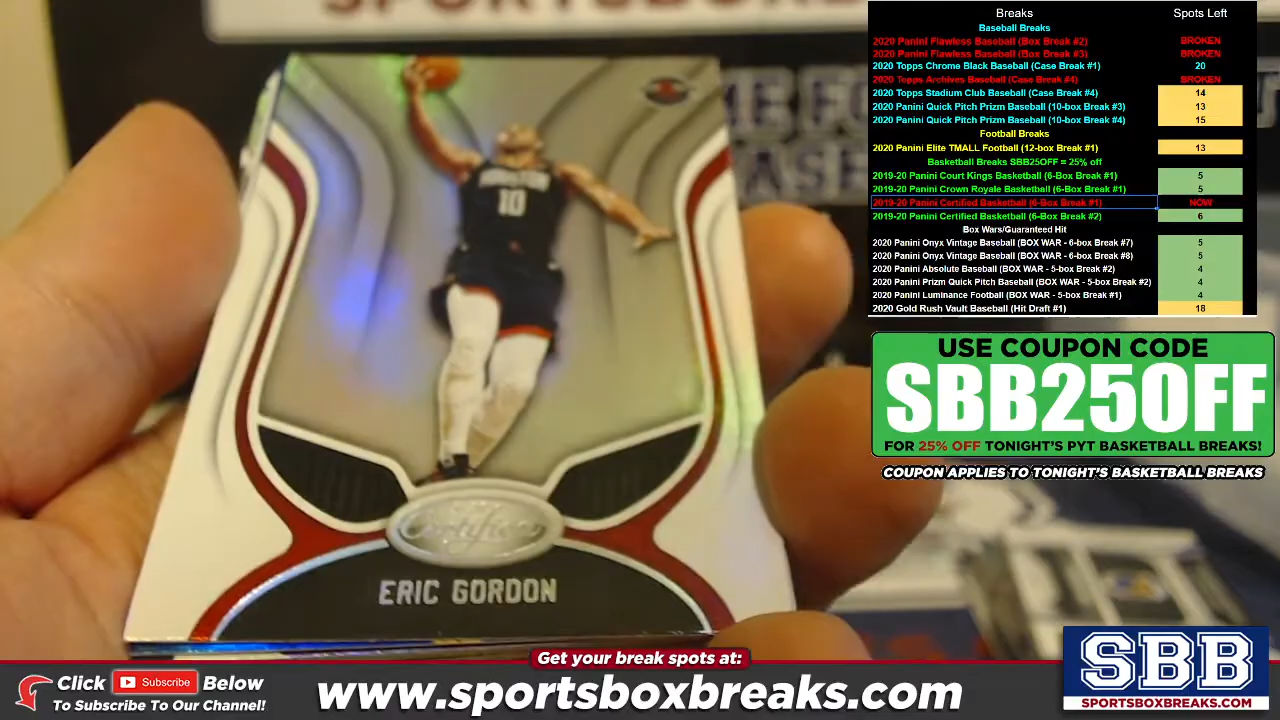 SPORTSBOX
Breaks Spots Left
Baseball Breaks
2020 Panini Flawless Baseball (Box Break #2) BROKEN
2020 Panini Flawless Baseball (Box Break #3) BROKEN
2020 Topps Chrome Black Baseball (Case Break #1) 20
2020 Topps Archives Baseball (Case Break #4) BROKEN
2020 Topps Stadium Club Baseball (Case Break #4) 14
2020 Panini Quick Pitch Prizm Baseball (10-box Break #3) 13
2020 Panini Quick Pitch Prizm Baseball (10-box Break #4) 15
Football Breaks
2020 Panini Elite TMALL Football (12-box Break #1) 13
Basketball Breaks SBB25OFF = 25% off
2019-20 Panini Court Kings Basketball (6-Box Break #1) 5
2019-20 Panini Crown Royale Basketball (6-Box Break #1) 5
2019-20 Panini Certified Basketball (6-Box Break #1) NOW
2019-20 Panini Certified Basketball (6-Box Break #2) 6
Box Wars/Guaranteed Hit
2020 Panini Onyx Vintage Baseball (BOX WAR - 6-box Break #7) 5
2020 Panini Onyx Vintage Baseball (BOX WAR - 6-box Break #8) 5
2020 Panini Absolute Baseball (BOX WAR - 5-box Break #2) 4
2020 Panini Prizm Quick Pitch Baseball (BOX WAR - 5-box Break #2) 4
2020 Panini Luminance Football (BOX WAR - 5-box Break #1) 4
2020 Gold Rush Vault Baseball (Hit Draft #1) 18
USE COUPON CODE
SBB25OFF
FOR 25% OFF TONIGHT'S PYT BASKETBALL BREAKS!
COUPON APPLIES TO TONIGHT'S BASKETBALL BREAKS
10
Certified
ERIC GORDON
Get your break spots at:
Click Subscribe Below
To Subscribe To Our Channel!
www.sportsboxbreaks.com
SBB
SPORTSBOXBREAKS.COM